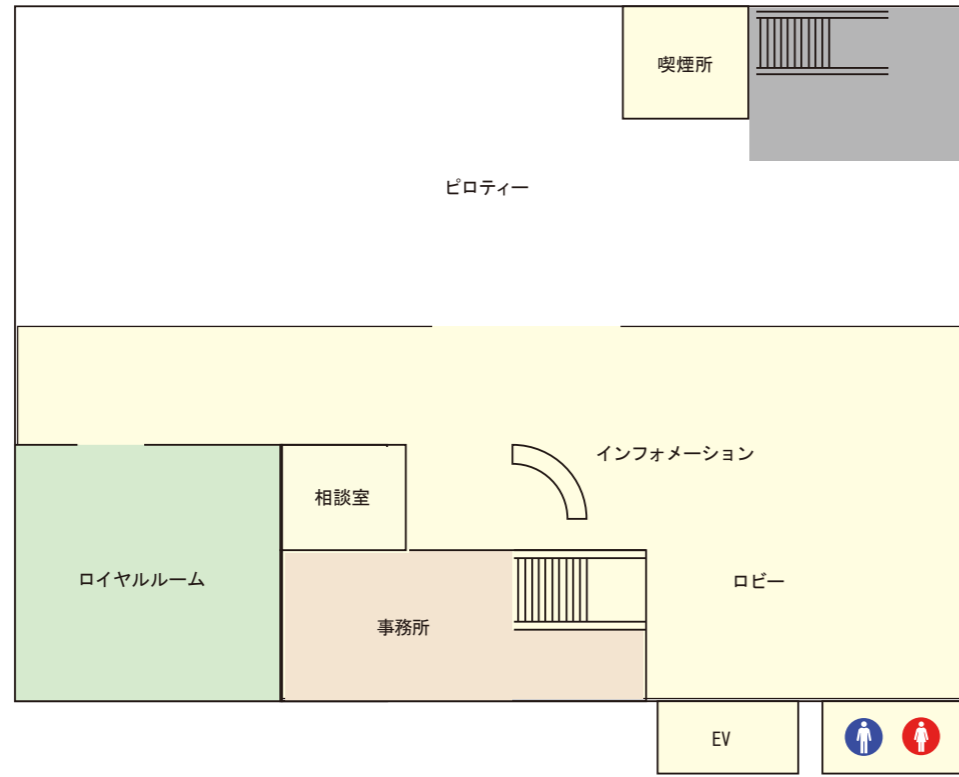 喫煙所
ピロティー
インフォメーション
相談室
ロイヤルルーム
ロビー
事務所
EV